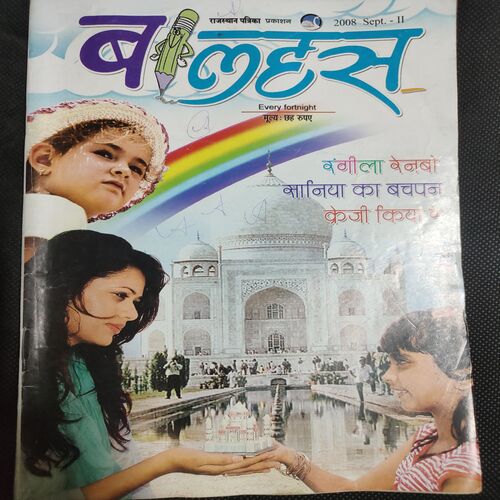 राजस्थान पत्रिका प्रकाशन
2008 Sept. - II
बालहंस
Every fortnight
मूल्य: छह रुपए
रंगीला रेनबो
सानिया का बचपन
क्रेजी किया रे